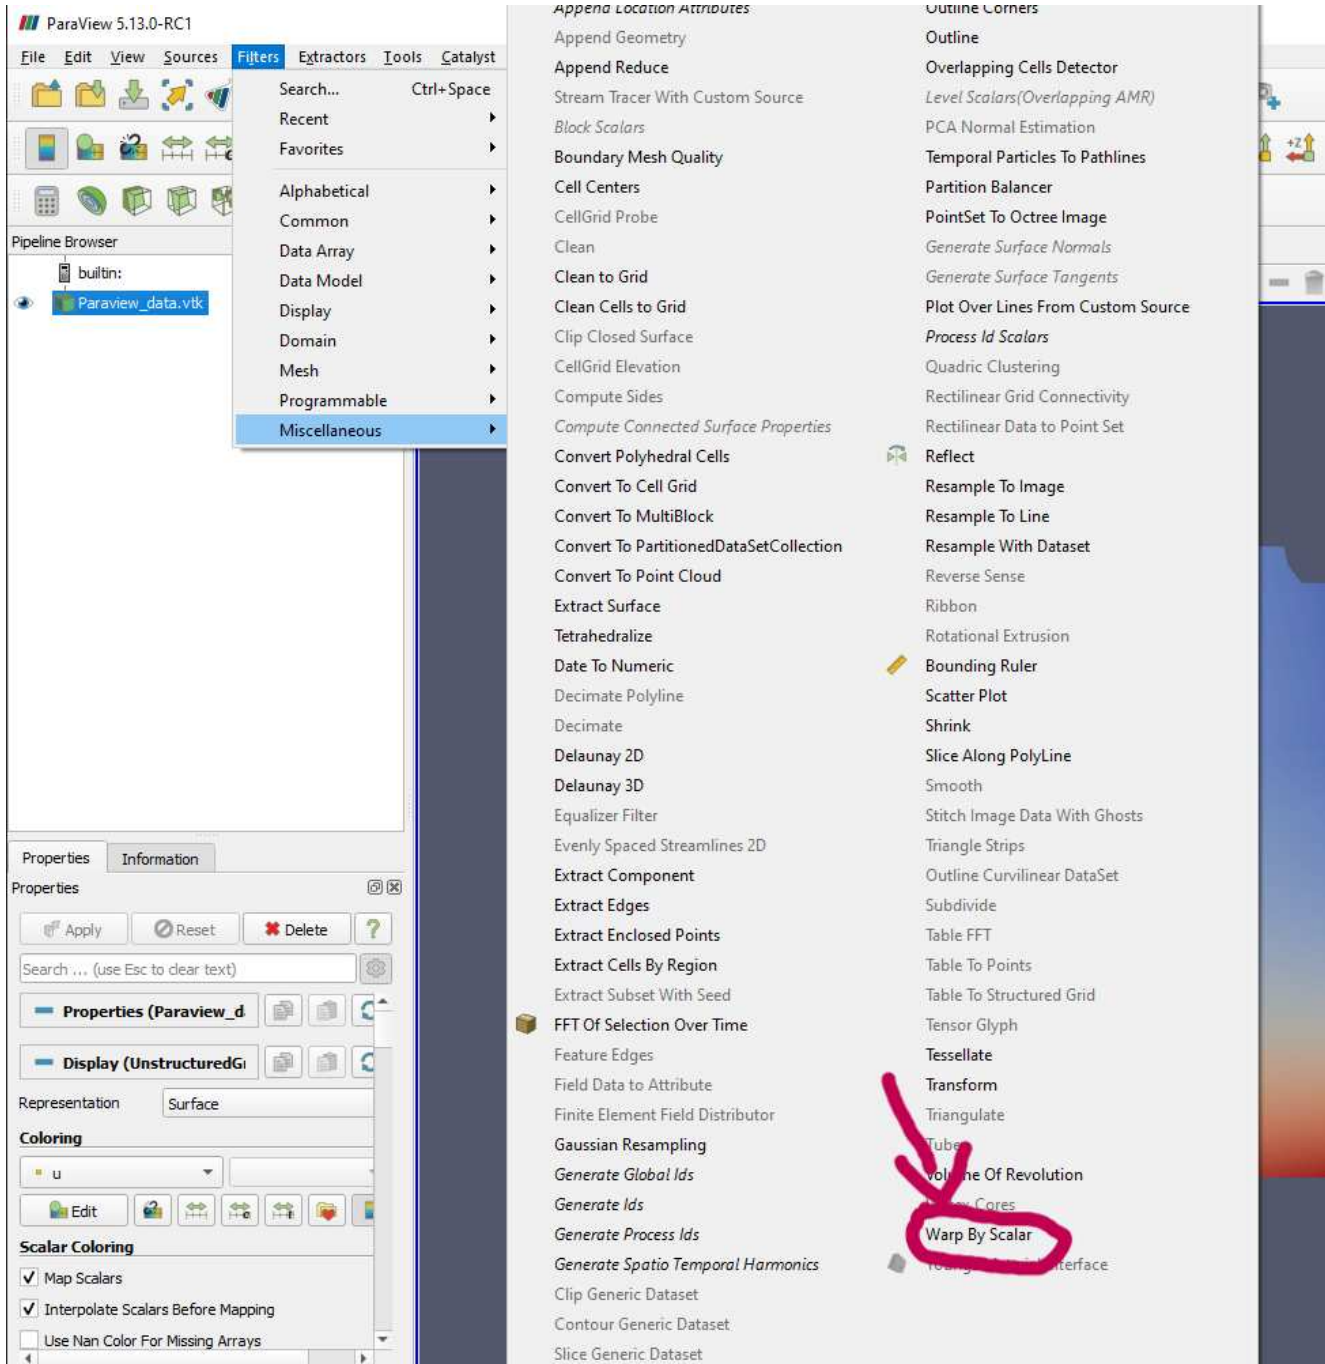 ParaView 5.13.0-RC1
File Edit View Sources Filters Extractors Tools Catalyst
Search... Ctrl+Space
Recent
Favorites
Alphabetical
Common
Data Array
Data Model
Display
Domain
Mesh
Programmable
Miscellaneous
Pipeline Browser
builtin:
Paraview_data.vtk
Properties Information
Properties
Apply Reset Delete ?
Search ... (use Esc to clear text)
Properties (Paraview_d
Display (UnstructuredG
Representation Surface
Coloring
u
Edit
Scalar Coloring
Map Scalars
Interpolate Scalars Before Mapping
Use Nan Color For Missing Arrays
Append Location Attributes
Append Geometry
Append Reduce
Stream Tracer With Custom Source
Block Scalars
Boundary Mesh Quality
Cell Centers
CellGrid Probe
Clean
Clean to Grid
Clean Cells to Grid
Clip Closed Surface
CellGrid Elevation
Compute Sides
Compute Connected Surface Properties
Convert Polyhedral Cells
Convert To Cell Grid
Convert To MultiBlock
Convert To PartitionedDataSetCollection
Convert To Point Cloud
Extract Surface
Tetrahedralize
Date To Numeric
Decimate Polyline
Decimate
Delaunay 2D
Delaunay 3D
Equalizer Filter
Evenly Spaced Streamlines 2D
Extract Component
Extract Edges
Extract Enclosed Points
Extract Cells By Region
Extract Subset With Seed
FFT Of Selection Over Time
Feature Edges
Field Data to Attribute
Finite Element Field Distributor
Gaussian Resampling
Generate Global Ids
Generate Ids
Generate Process Ids
Generate Spatio Temporal Harmonics
Clip Generic Dataset
Contour Generic Dataset
Slice Generic Dataset
Outline Corners
Outline
Overlapping Cells Detector
Level Scalars(Overlapping AMR)
PCA Normal Estimation
Temporal Particles To Pathlines
Partition Balancer
PointSet To Octree Image
Generate Surface Normals
Generate Surface Tangents
Plot Over Lines From Custom Source
Process Id Scalars
Quadric Clustering
Rectilinear Grid Connectivity
Rectilinear Data to Point Set
Reflect
Resample To Image
Resample To Line
Resample With Dataset
Reverse Sense
Ribbon
Rotational Extrusion
Bounding Ruler
Scatter Plot
Shrink
Slice Along PolyLine
Smooth
Stitch Image Data With Ghosts
Triangle Strips
Outline Curvilinear DataSet
Subdivide
Table FFT
Table To Points
Table To Structured Grid
Tensor Glyph
Tessellate
Transform
Triangulate
Tube
Volume Of Revolution
Cores
Warp By Scalar
+Z